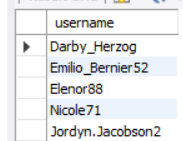 username
Darby_Herzog
Emilio_Bernier52
Elenor88
Nicole71
Jordyn.Jacobson2